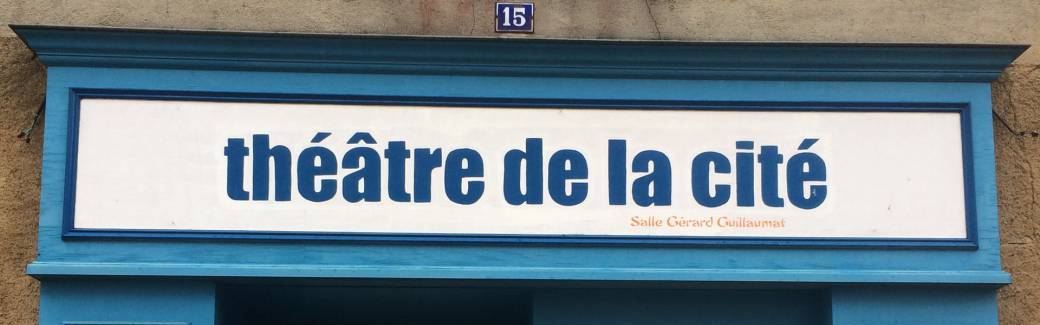 15
théâtre de la cité
Salle Gérard Guillaumat